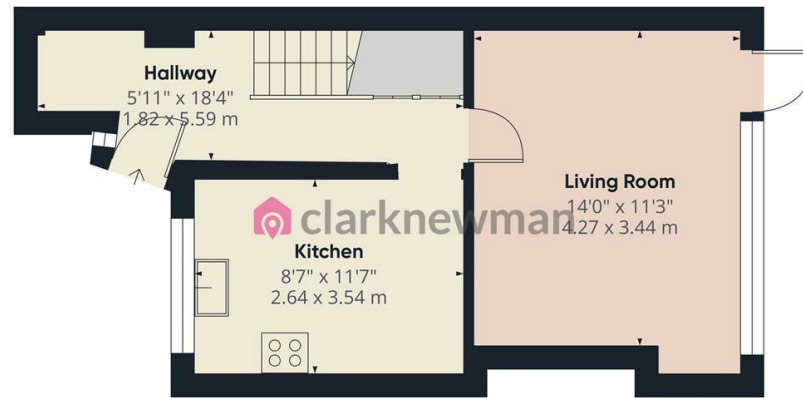 Hallway
5'11" x 18'4"
1.82 x 5.59 m
Living Room
14'0" x 11'3"
4.27 x 3.44 m
clarknewman
Kitchen
8'7" x 11'7"
2.64 x 3.54 m